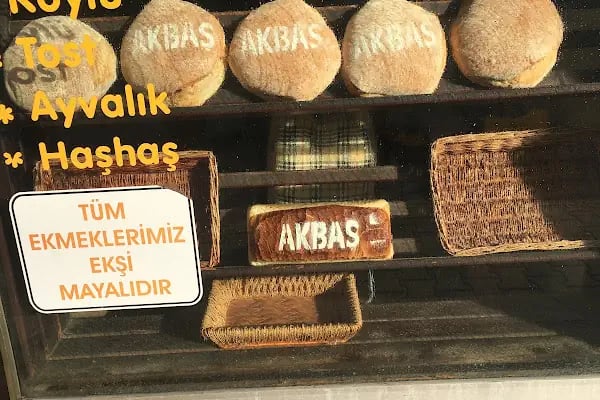 Köylü
* Tost
* Ayvalık
* Haşhaş
AKBAŞ
AKBAŞ
AKBAŞ
TÜM
EKMEKLERİMİZ
EKŞİ
MAYALIDIR
AKBAŞ